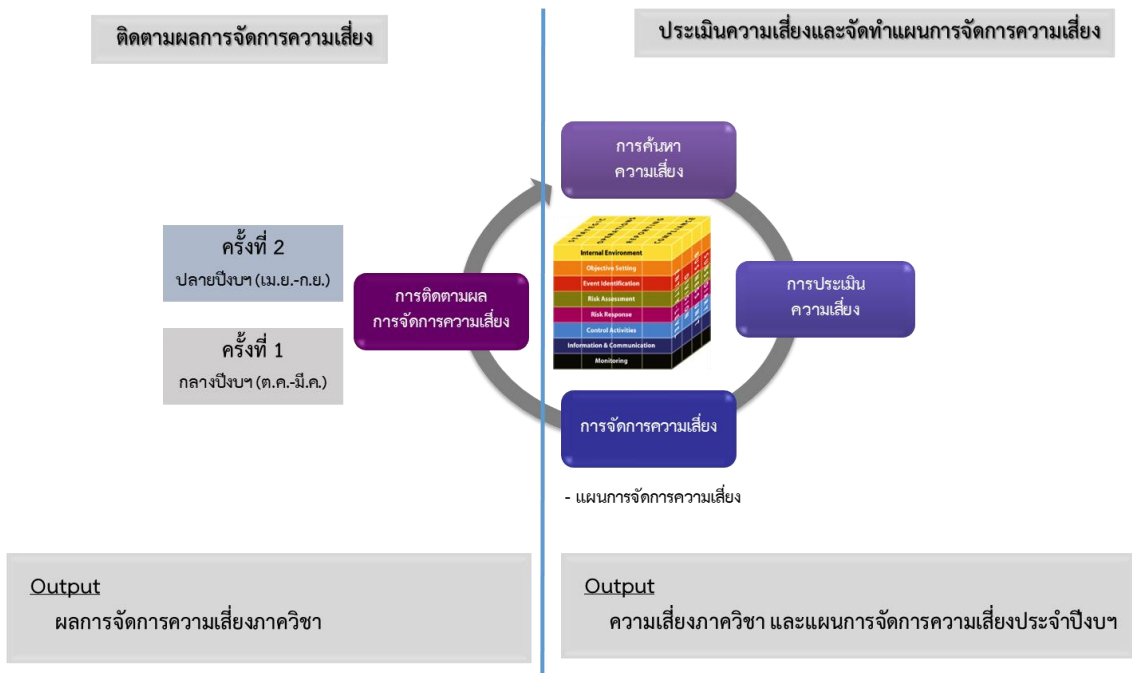 ติดตามผลการจัดการความเสี่ยง
ประเมินความเสี่ยงและจัดทำแผนการจัดการความเสี่ยง
การค้นหา
ความเสี่ยง
ครั้งที่ 2
ปลายปีงบฯ (เม.ย.-ก.ย.)
ครั้งที่ 1
กลางปีงบฯ (ต.ค.-มี.ค.)
การติดตามผล
การจัดการความเสี่ยง
STRATEGIC
OPERATIONS
REPORTING
COMPLIANCE
Internal Environment
Objective Setting
Event Identification
Risk Assessment
Risk Response
Control Activities
Information & Communication
Monitoring
การประเมิน
ความเสี่ยง
การจัดการความเสี่ยง
- แผนการจัดการความเสี่ยง
Output
ผลการจัดการความเสี่ยงภาควิชา
Output
ความเสี่ยงภาควิชา และแผนการจัดการความเสี่ยงประจำปีงบฯ